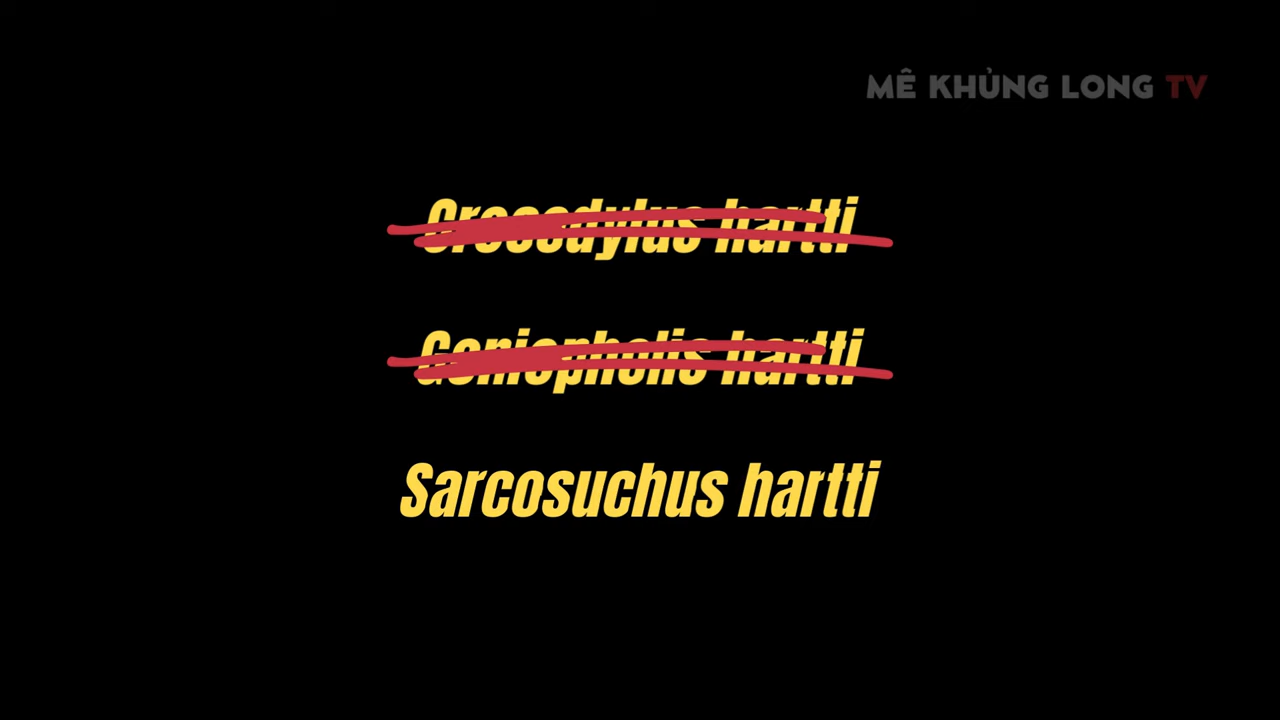 MÊ KHỦNG LONG TV
Crocodylus hartti
Goniopholis hartti
Sarcosuchus hartti